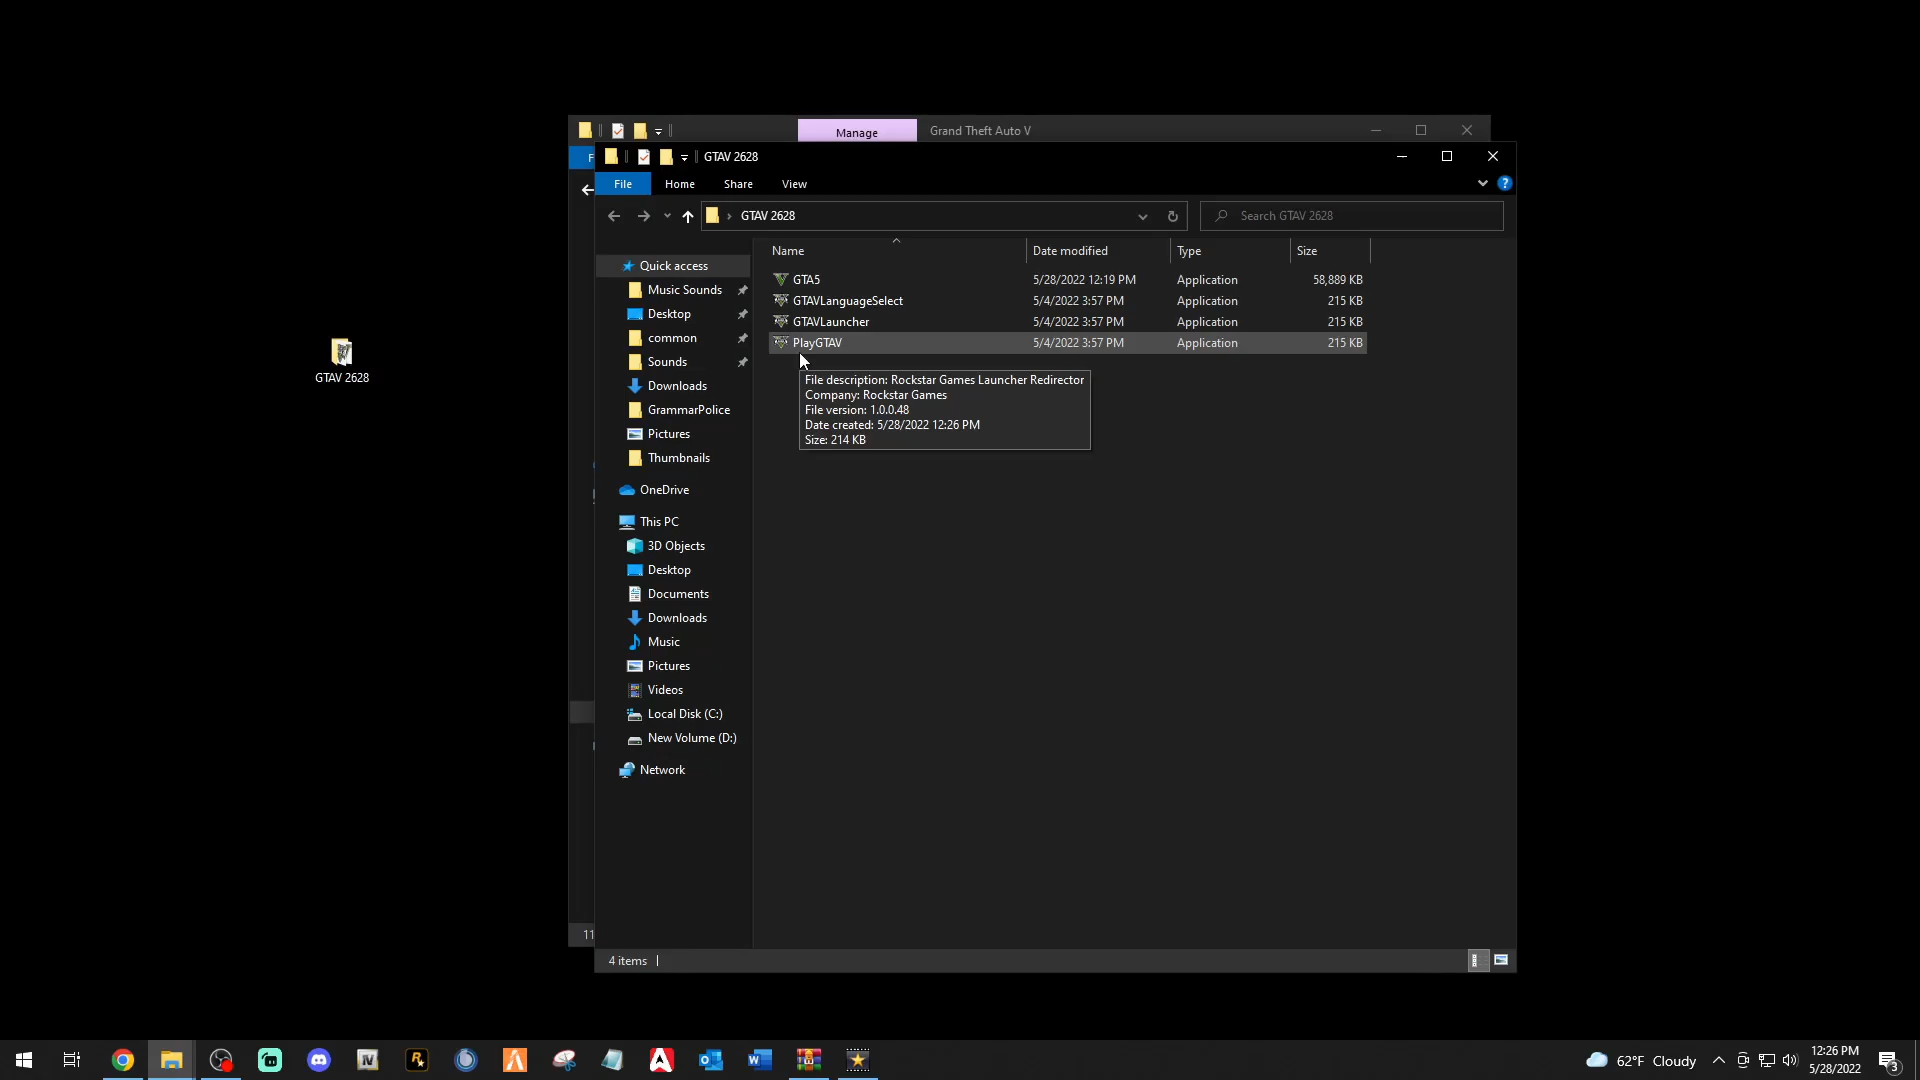 Manage
Grand Theft Auto V
GTAV 2628
F
File
Home
Share
View
GTAV 2628
Search GTAV 2628
Name
Date modified
Type
Size
GTA5
5/28/2022 12:19 PM
Application
58,889 KB
GTAVLanguageSelect
5/4/2022 3:57 PM
Application
215 KB
GTAVLauncher
5/4/2022 3:57 PM
Application
215 KB
PlayGTAV
5/4/2022 3:57 PM
Application
215 KB
File description: Rockstar Games Launcher Redirector
Company: Rockstar Games
File version: 1.0.0.48
Date created: 5/28/2022 12:26 PM
Size: 214 KB
Quick access
Music Sounds
Desktop
common
Sounds
Downloads
GrammarPolice
Pictures
Thumbnails
OneDrive
This PC
3D Objects
Desktop
Documents
Downloads
Music
Pictures
Videos
Local Disk (C:)
New Volume (D:)
Network
GTAV 2628
11
4 items
62°F Cloudy
12:26 PM
5/28/2022
3